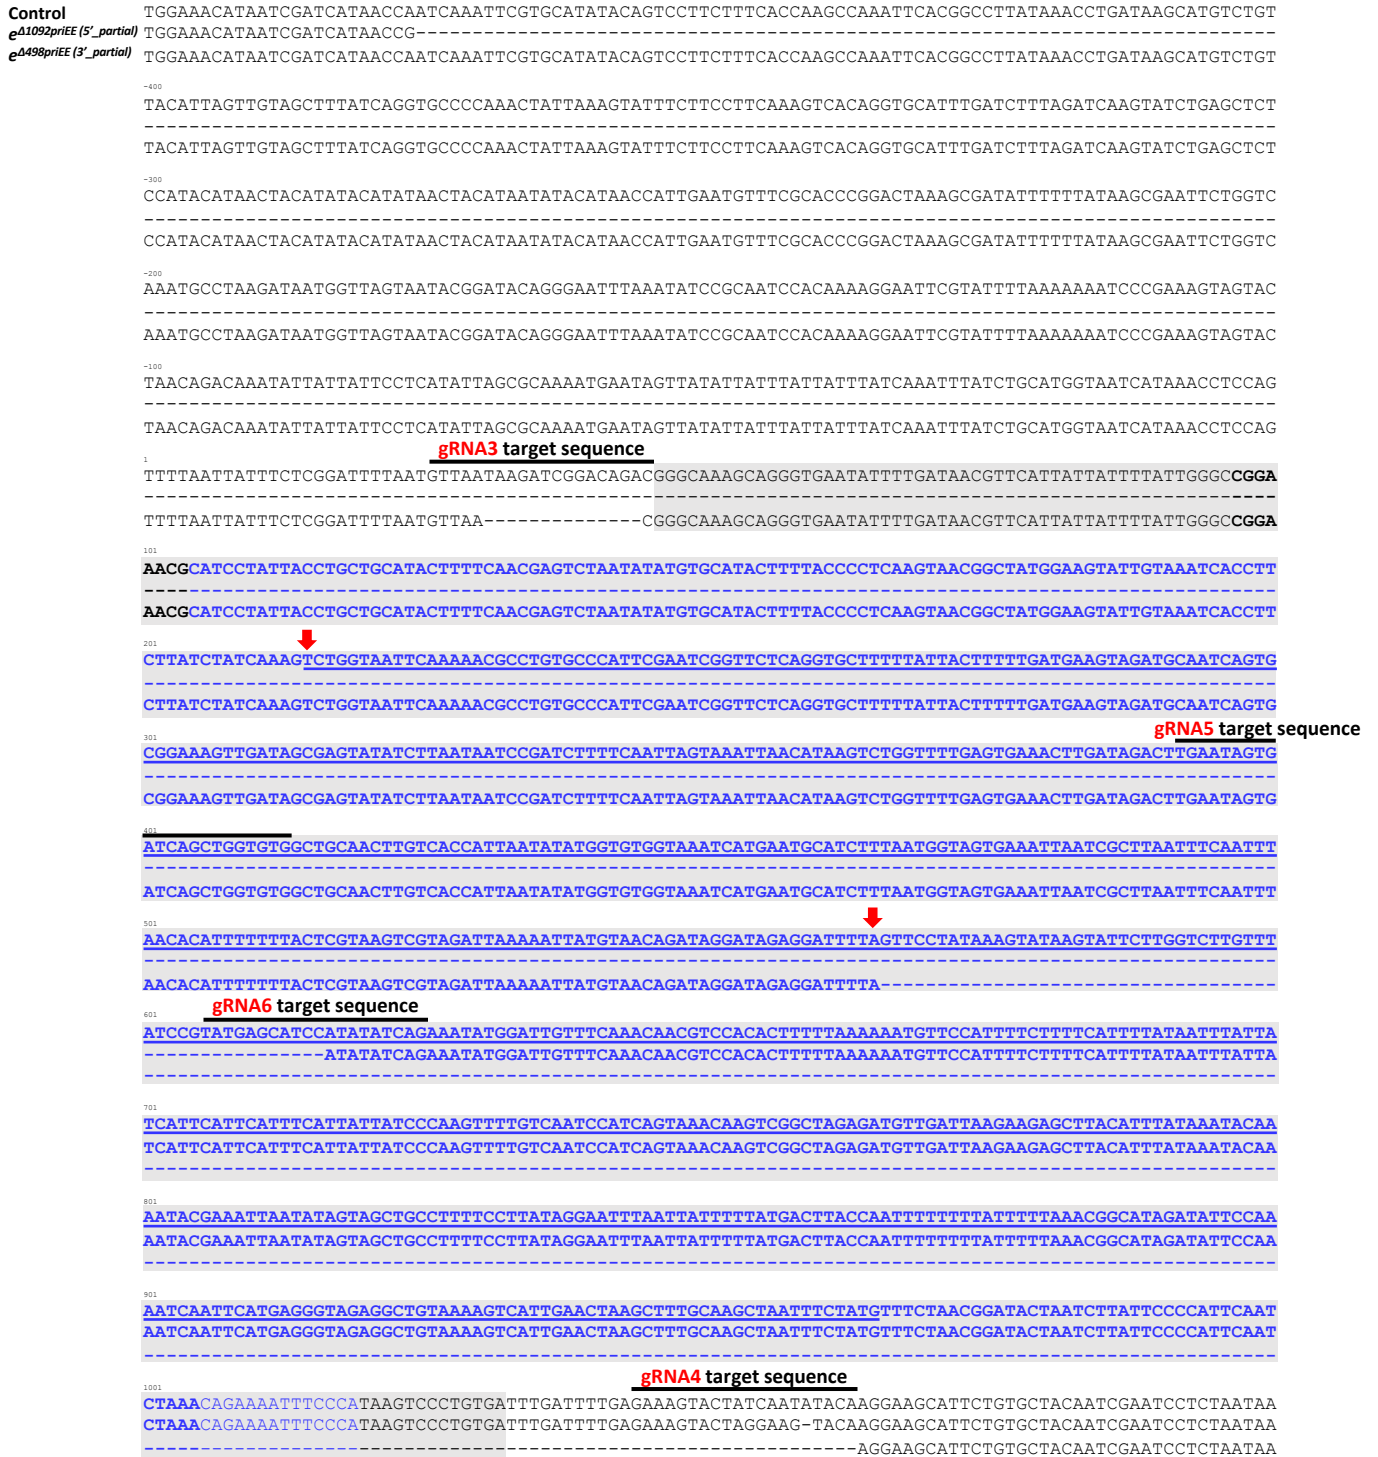 Control TGGAAACATAATCGATCATAACCAATCAAATTCGTGCATATACAGTCCTTCTTTCACCAAGCCAAATTCACGGCCTTATAAACCTGATAAGCATGTCTGT
eΔ1092priEE (5'_partial) TGGAAACATAATCGATCATAACCG----------------------------------------------------------------------------
eΔ498priEE (3'_partial) TGGAAACATAATCGATCATAACCAATCAAATTCGTGCATATACAGTCCTTCTTTCACCAAGCCAAATTCACGGCCTTATAAACCTGATAAGCATGTCTGT
-400
TACATTAGTTGTAGCTTTATCAGGTGCCCCAAACTATTAAAGTATTTCTTCCTTCAAAGTCACAGGTGCATTTGATCTTTAGATCAAGTATCTGAGCTCT
----------------------------------------------------------------------------------------------------
TACATTAGTTGTAGCTTTATCAGGTGCCCCAAACTATTAAAGTATTTCTTCCTTCAAAGTCACAGGTGCATTTGATCTTTAGATCAAGTATCTGAGCTCT
-300
CCATACATAACTACATATACATATAACTACATAATATACATAACCATTGAATGTTTCGCACCCGGACTAAAGCGATATTTTTTATAAGCGAATTCTGGTC
----------------------------------------------------------------------------------------------------
CCATACATAACTACATATACATATAACTACATAATATACATAACCATTGAATGTTTCGCACCCGGACTAAAGCGATATTTTTTATAAGCGAATTCTGGTC
-200
AAATGCCTAAGATAATGGTTAGTAATACGGATACAGGGAATTTAAATATCCGCAATCCACAAAAGGAATTCGTATTTTAAAAAAATCCCGAAAGTAGTAC
----------------------------------------------------------------------------------------------------
AAATGCCTAAGATAATGGTTAGTAATACGGATACAGGGAATTTAAATATCCGCAATCCACAAAAGGAATTCGTATTTTAAAAAAATCCCGAAAGTAGTAC
-100
TAACAGACAAATATTATTATTCCTCATATTAGCGCAAAATGAATAGTTATATTATTTATTATTTATCAAATTTATCTGCATGGTAATCATAAACCTCCAG
----------------------------------------------------------------------------------------------------
TAACAGACAAATATTATTATTCCTCATATTAGCGCAAAATGAATAGTTATATTATTTATTATTTATCAAATTTATCTGCATGGTAATCATAAACCTCCAG
gRNA3 target sequence
1
TTTTAATTATTTCTCGGATTTTAATGTTAATAAGATCGGACAGACGGGCAAAGCAGGGTGAATATTTTGATAACGTTCATTATTATTTTATTGGGCCGGA
----------------------------------------------------------------------------------------------------
TTTTAATTATTTCTCGGATTTTAATGTTAA--------------CGGGCAAAGCAGGGTGAATATTTTGATAACGTTCATTATTATTTTATTGGGCCGGA
101
AACGCATCCTATTACCTGCTGCATACTTTTCAACGAGTCTAATATATGTGCATACTTTTACCCCTCAAGTAACGGCTATGGAAGTATTGTAAATCACCTT
----------------------------------------------------------------------------------------------------
AACGCATCCTATTACCTGCTGCATACTTTTCAACGAGTCTAATATATGTGCATACTTTTACCCCTCAAGTAACGGCTATGGAAGTATTGTAAATCACCTT
201
CTTATCTATCAAAGTCTGGTAATTCAAAAACGCCTGTGCCCATTCGAATCGGTTCTCAGGTGCTTTTTATTACTTTTTGATGAAGTAGATGCAATCAGTG
----------------------------------------------------------------------------------------------------
CTTATCTATCAAAGTCTGGTAATTCAAAAACGCCTGTGCCCATTCGAATCGGTTCTCAGGTGCTTTTTATTACTTTTTGATGAAGTAGATGCAATCAGTG
301
gRNA5 target sequence
CGGAAAGTTGATAGCGAGTATATCTTAATAATCCGATCTTTTCAATTAGTAAATTAACATAAGTCTGGTTTTGAGTGAAACTTGATAGACTTGAATAGTG
----------------------------------------------------------------------------------------------------
CGGAAAGTTGATAGCGAGTATATCTTAATAATCCGATCTTTTCAATTAGTAAATTAACATAAGTCTGGTTTTGAGTGAAACTTGATAGACTTGAATAGTG
401
ATCAGCTGGTGTGGCTGCAACTTGTCACCATTAATATATGGTGTGGTAAATCATGAATGCATCTTTAATGGTAGTGAAATTAATCGCTTAATTTCAATTT
----------------------------------------------------------------------------------------------------
ATCAGCTGGTGTGGCTGCAACTTGTCACCATTAATATATGGTGTGGTAAATCATGAATGCATCTTTAATGGTAGTGAAATTAATCGCTTAATTTCAATTT
501
AACACATTTTTTTACTCGTAAGTCGTAGATTAAAAATTATGTAACAGATAGGATAGAGGATTTTAGTTCCTATAAAGTATAAGTATTCTTGGTCTTGTTT
----------------------------------------------------------------------------------------------------
AACACATTTTTTTACTCGTAAGTCGTAGATTAAAAATTATGTAACAGATAGGATAGAGGATTTTA-----------------------------------
gRNA6 target sequence
601
ATCCGTATGAGCATCCATATATCAGAAATATGGATTGTTTCAAACAACGTCCACACTTTTTAAAAAATGTTCCATTTTCTTTTCATTTTATAATTTATTA
----------------ATATATCAGAAATATGGATTGTTTCAAACAACGTCCACACTTTTTAAAAAATGTTCCATTTTCTTTTCATTTTATAATTTATTA
----------------------------------------------------------------------------------------------------
701
TCATTCATTCATTTCATTATTATCCCAAGTTTTGTCAATCCATCAGTAAACAAGTCGGCTAGAGATGTTGATTAAGAAGAGCTTACATTTATAAATACAA
TCATTCATTCATTTCATTATTATCCCAAGTTTTGTCAATCCATCAGTAAACAAGTCGGCTAGAGATGTTGATTAAGAAGAGCTTACATTTATAAATACAA
----------------------------------------------------------------------------------------------------
801
AATACGAAATTAATATAGTAGCTGCCTTTTCCTTATAGGAATTTAATTATTTTTATGACTTACCAATTTTTTTTATTTTTAAACGGCATAGATATTCCAA
AATACGAAATTAATATAGTAGCTGCCTTTTCCTTATAGGAATTTAATTATTTTTATGACTTACCAATTTTTTTTATTTTTAAACGGCATAGATATTCCAA
----------------------------------------------------------------------------------------------------
901
AATCAATTCATGAGGGTAGAGGCTGTAAAAGTCATTGAACTAAGCTTTGCAAGCTAATTTCTATGTTTCTAACGGATACTAATCTTATTCCCCATTCAAT
AATCAATTCATGAGGGTAGAGGCTGTAAAAGTCATTGAACTAAGCTTTGCAAGCTAATTTCTATGTTTCTAACGGATACTAATCTTATTCCCCATTCAAT
----------------------------------------------------------------------------------------------------
gRNA4 target sequence
1001
CTAAACAGAAAATTTCCCATAAGTCCCTGTGATTTGATTTTGAGAAAGTACTATCAATATACAAGGAAGCATTCTGTGCTACAATCGAATCCTCTAATAA
CTAAACAGAAAATTTCCCATAAGTCCCTGTGATTTGATTTTGAGAAAGTACTAGGAAG-TACAAGGAAGCATTCTGTGCTACAATCGAATCCTCTAATAA
---------------------------------------------------------------AGGAAGCATTCTGTGCTACAATCGAATCCTCTAATAA